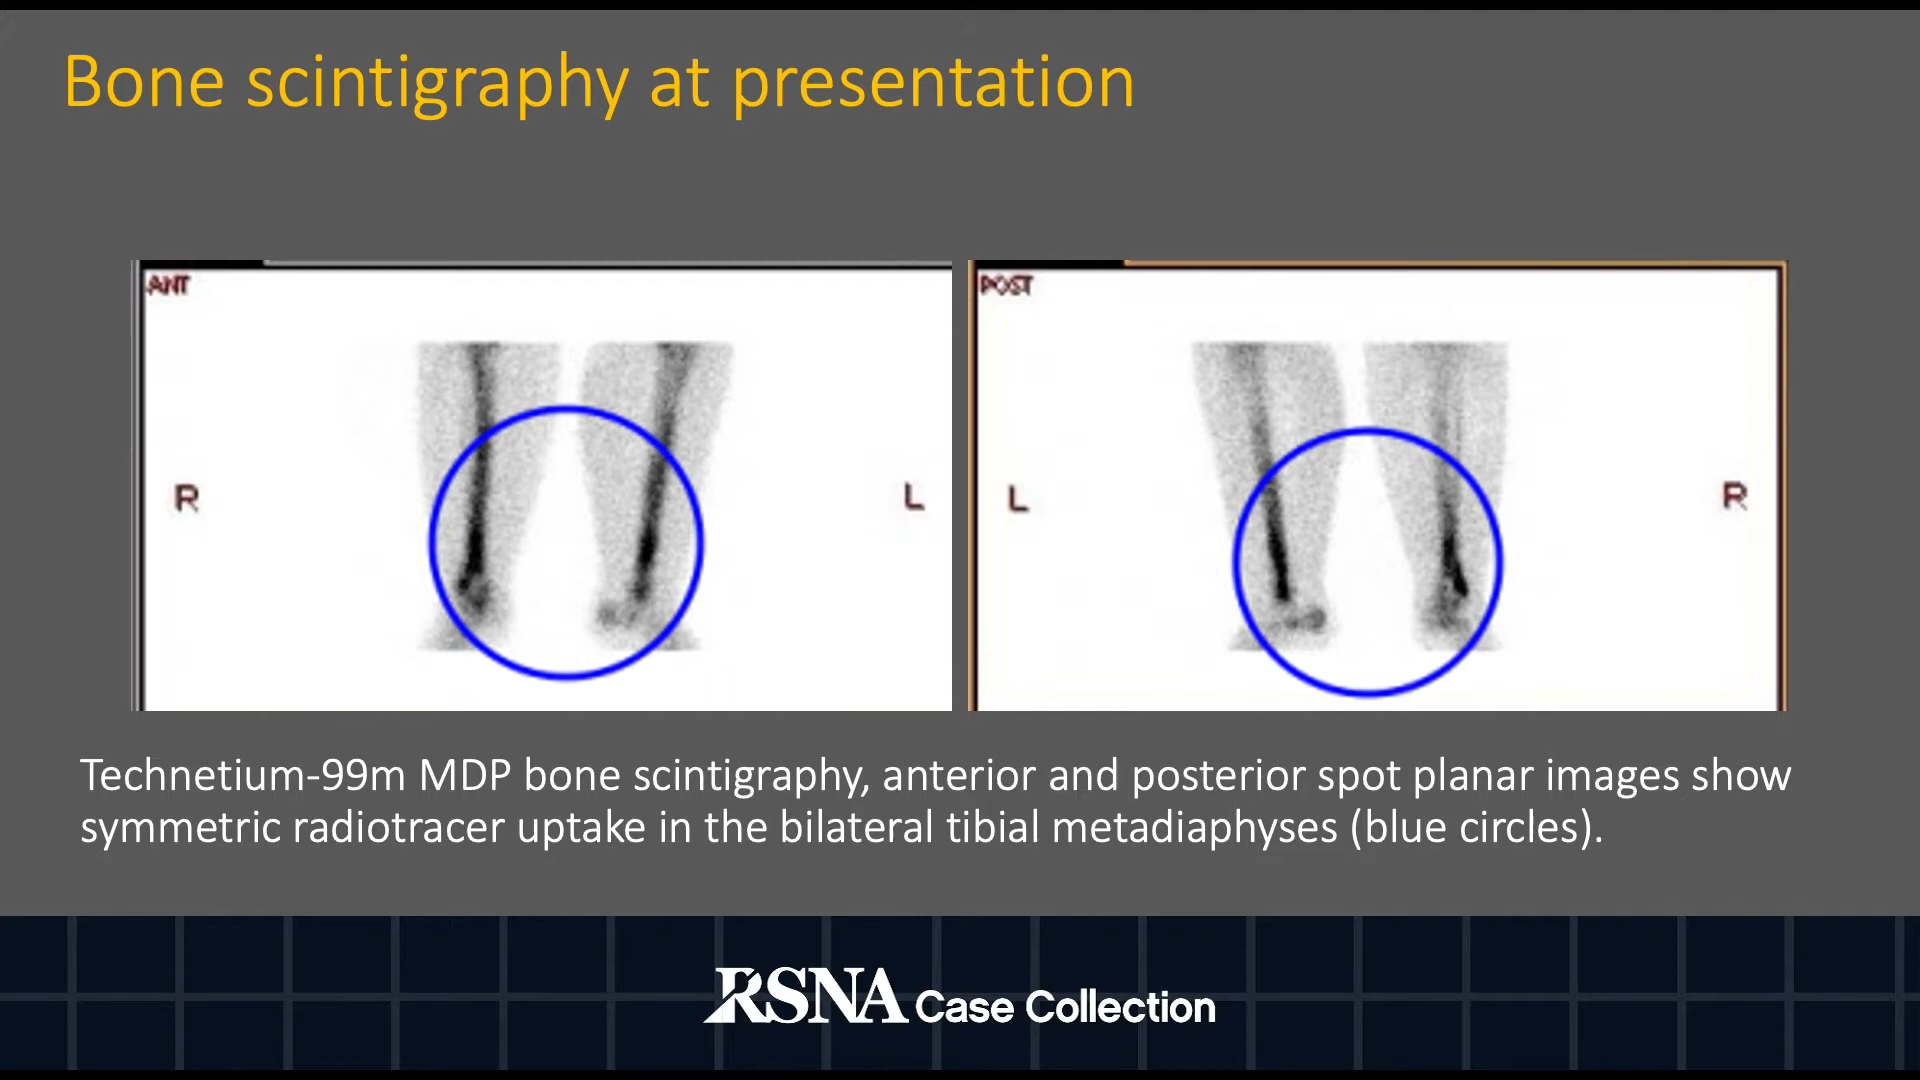 Bone scintigraphy at presentation
ANT
POST
R
L
L
R
Technetium-99m MDP bone scintigraphy, anterior and posterior spot planar images show
symmetric radiotracer uptake in the bilateral tibial metadiaphyses (blue circles).
RSNA Case Collection